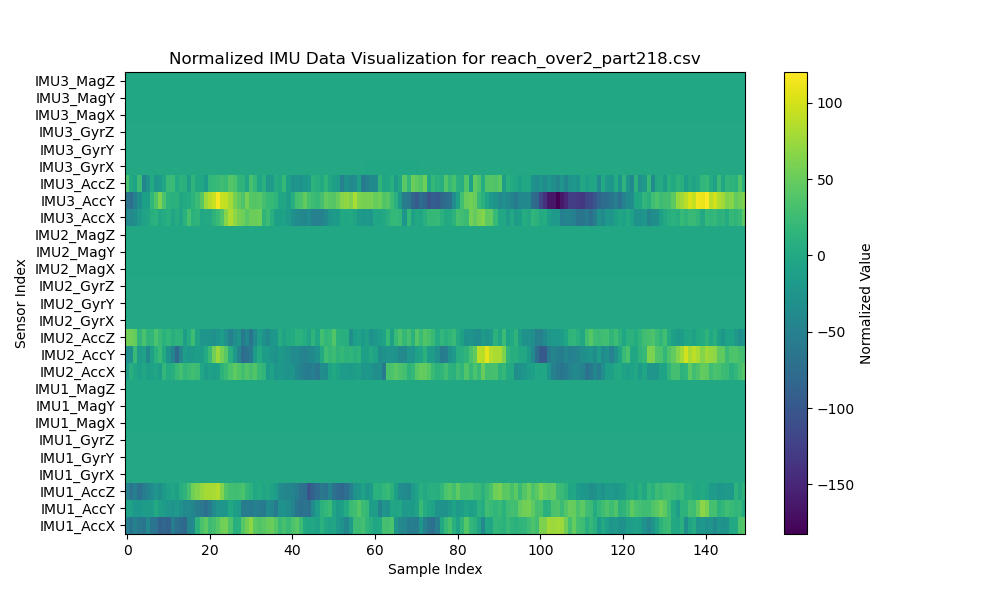 Normalized IMU Data Visualization for reach_over2_part218.csv
IMU3_MagZ
IMU3_MagY
IMU3_MagX
IMU3_GyrZ
IMU3_GyrY
IMU3_GyrX
IMU3_AccZ
IMU3_AccY
IMU3_AccX
IMU2_MagZ
IMU2_MagY
IMU2_MagX
IMU2_GyrZ
IMU2_GyrY
IMU2_GyrX
IMU2_AccZ
IMU2_AccY
IMU2_AccX
IMU1_MagZ
IMU1_MagY
IMU1_MagX
IMU1_GyrZ
IMU1_GyrY
IMU1_GyrX
IMU1_AccZ
IMU1_AccY
IMU1_AccX
Sensor Index
0 20 40 60 80 100 120 140
Sample Index
100
50
0
−50
−100
−150
Normalized Value